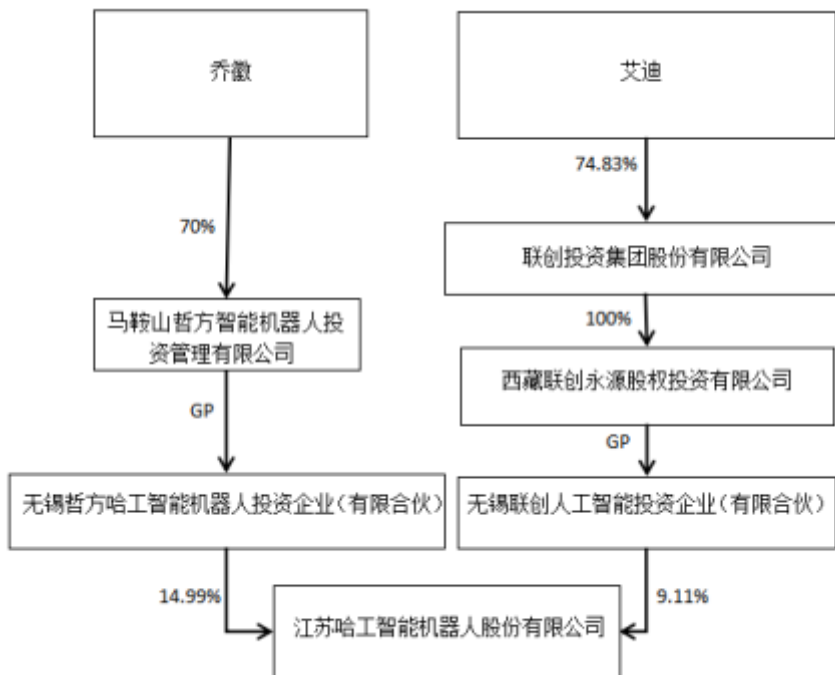 乔徽
艾迪
74.83%
70%
联创投资集团股份有限公司
100%
马鞍山哲方智能机器人投
资管理有限公司
西藏联创永源股权投资有限公司
GP
GP
无锡哲方哈工智能机器人投资企业（有限合伙）
无锡联创人工智能投资企业（有限合伙）
14.99%
9.11%
江苏哈工智能机器人股份有限公司